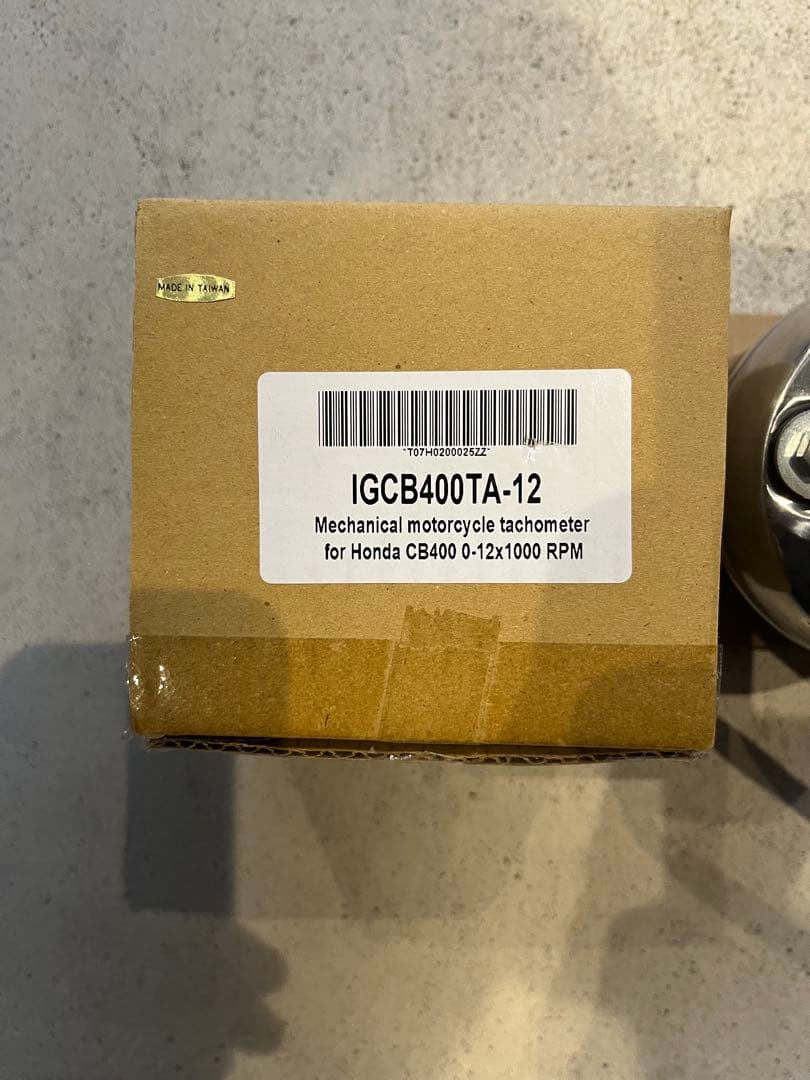 MADE IN TAIWAN
*T07H0200025ZZ*
IGCB400TA-12
Mechanical motorcycle tachometer
for Honda CB400 0-12x1000 RPM